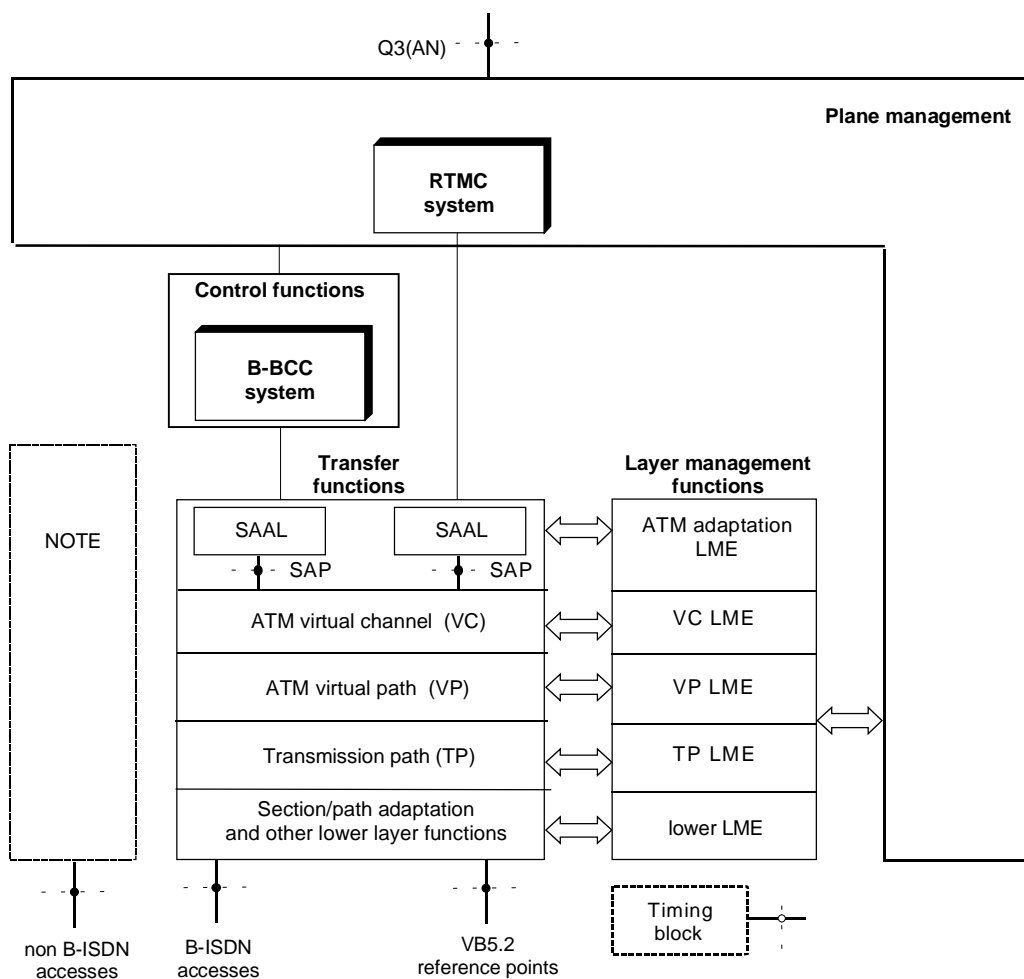 Q3(AN)
Plane management
RTMC
system
Control functions
B-BCC
system
Transfer
functions
Layer management
functions
NOTE
SAAL
SAAL
ATM adaptation
LME
SAP
SAP
ATM virtual channel (VC)
VC LME
ATM virtual path (VP)
VP LME
Transmission path (TP)
TP LME
Section/path adaptation
and other lower layer functions
lower LME
Timing
block
non B-ISDN
accesses
B-ISDN
accesses
VB5.2
reference points